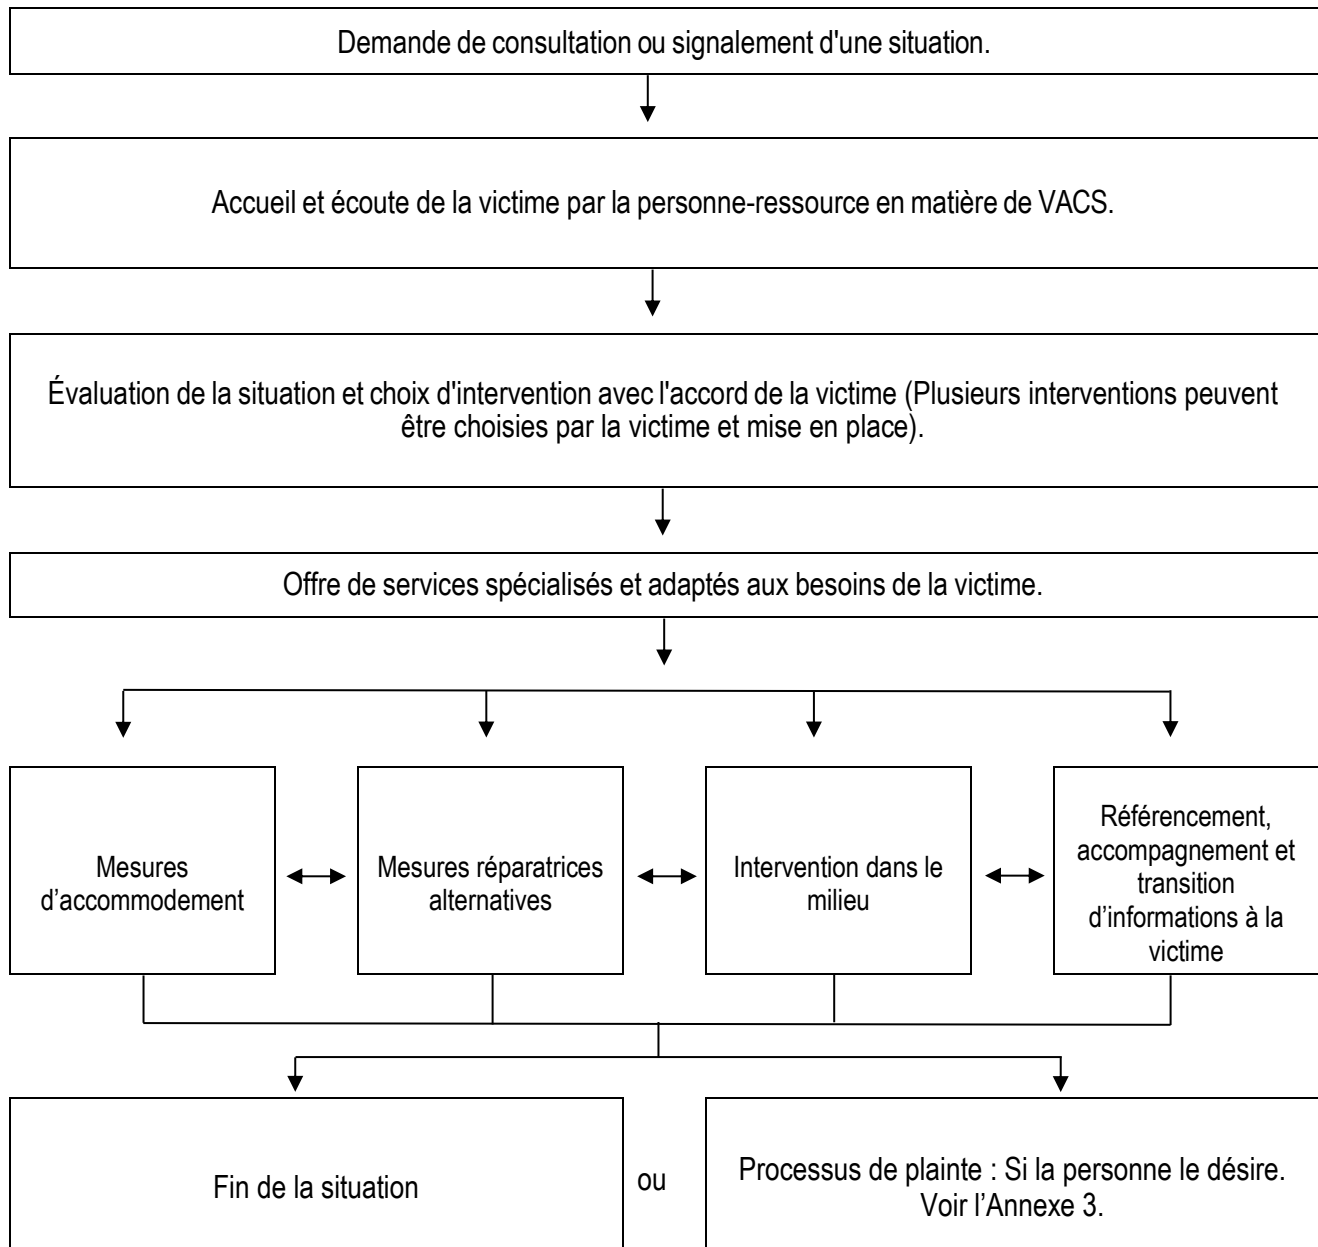 Demande de consultation ou signalement d'une situation.
Accueil et écoute de la victime par la personne-ressource en matière de VACS.
Évaluation de la situation et choix d'intervention avec l'accord de la victime (Plusieurs interventions peuvent
être choisies par la victime et mise en place).
Offre de services spécialisés et adaptés aux besoins de la victime.
Mesures
d’accommodement
Mesures réparatrices
alternatives
Intervention dans le
milieu
Référencement,
accompagnement et
transition
d’informations à la
victime
Fin de la situation
ou
Processus de plainte : Si la personne le désire.
Voir l’Annexe 3.